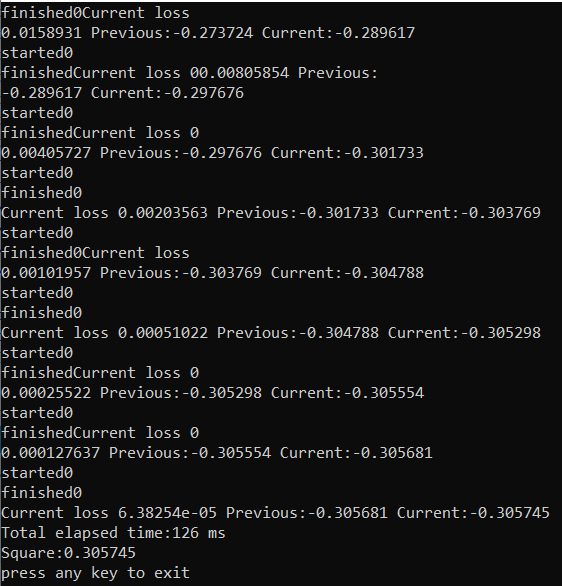 finished0Current loss
0.0158931 Previous:-0.273724 Current:-0.289617
started0
finishedCurrent loss 00.00805854 Previous:
-0.289617 Current:-0.297676
started0
finishedCurrent loss 0
0.00405727 Previous:-0.297676 Current:-0.301733
started0
finished0
Current loss 0.00203563 Previous:-0.301733 Current:-0.303769
started0
finished0Current loss
0.00101957 Previous:-0.303769 Current:-0.304788
started0
finished0
Current loss 0.00051022 Previous:-0.304788 Current:-0.305298
started0
finishedCurrent loss 0
0.00025522 Previous:-0.305298 Current:-0.305554
started0
finishedCurrent loss 0
0.000127637 Previous:-0.305554 Current:-0.305681
started0
finished0
Current loss 6.38254e-05 Previous:-0.305681 Current:-0.305745
Total elapsed time:126 ms
Square:0.305745
press any key to exit